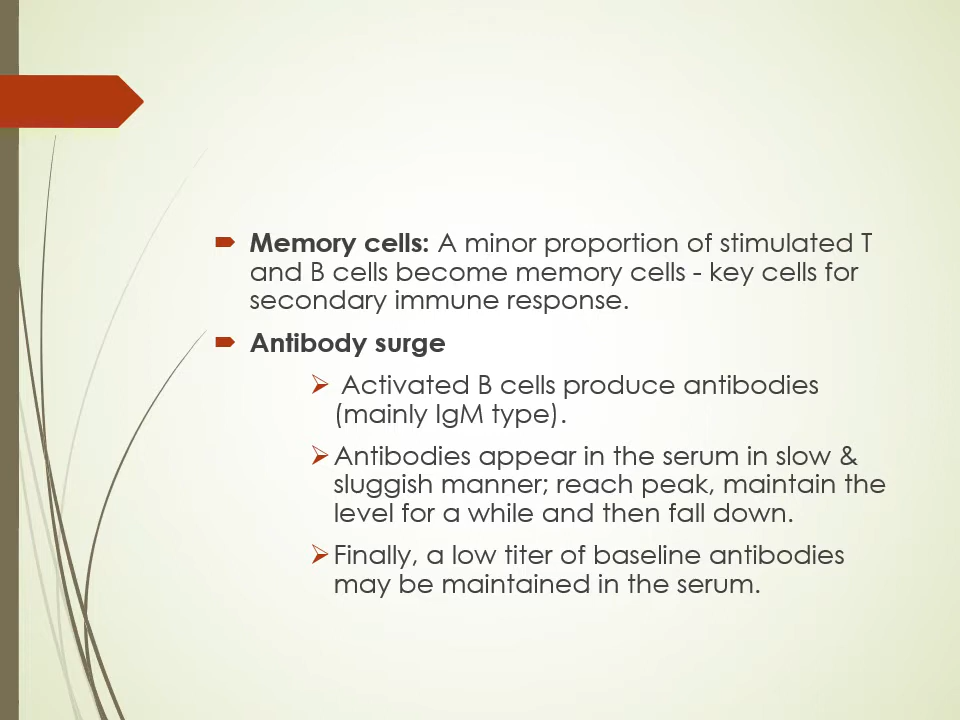 Memory cells: A minor proportion of stimulated T
and B cells become memory cells - key cells for
secondary immune response.
Antibody surge
Activated B cells produce antibodies
(mainly IgM type).
Antibodies appear in the serum in slow &
sluggish manner; reach peak, maintain the
level for a while and then fall down.
Finally, a low titer of baseline antibodies
may be maintained in the serum.